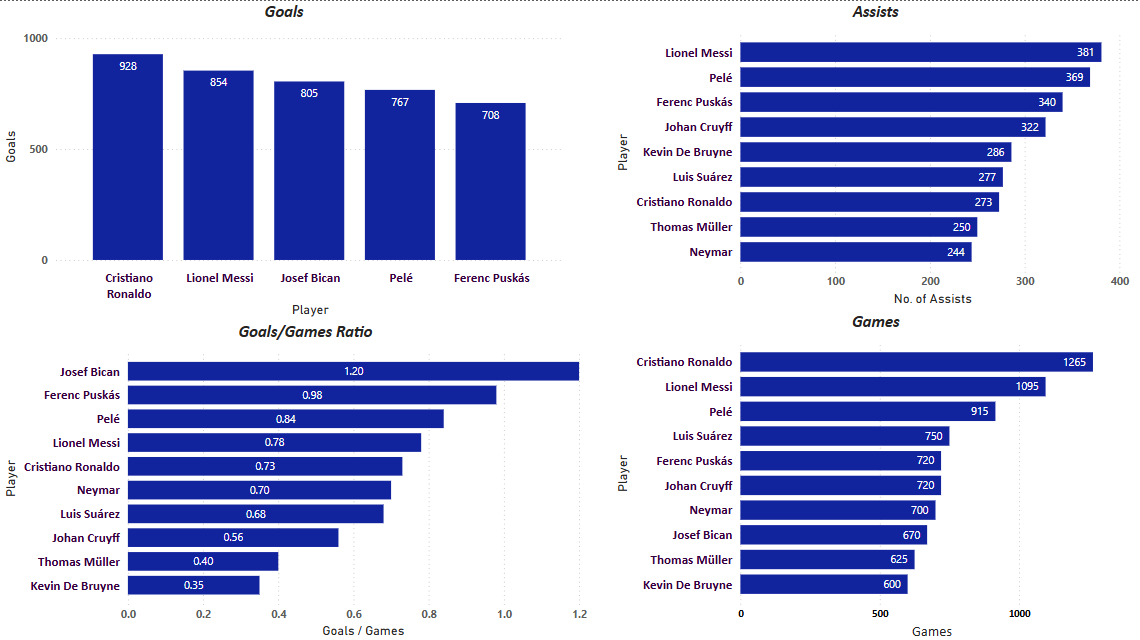 Goals
1000
500
0
Goals
928
854
805
767
708
Cristiano
Ronaldo
Lionel Messi
Josef Bican
Pelé
Ferenc Puskás
Player
Assists
Player
Lionel Messi 381
Pelé 369
Ferenc Puskás 340
Johan Cruyff 322
Kevin De Bruyne 286
Luis Suárez 277
Cristiano Ronaldo 273
Thomas Müller 250
Neymar 244
0 100 200 300 400
No. of Assists
Goals/Games Ratio
Player
Josef Bican 1.20
Ferenc Puskás 0.98
Pelé 0.84
Lionel Messi 0.78
Cristiano Ronaldo 0.73
Neymar 0.70
Luis Suárez 0.68
Johan Cruyff 0.56
Thomas Müller 0.40
Kevin De Bruyne 0.35
0.0 0.2 0.4 0.6 0.8 1.0 1.2
Goals / Games
Games
Player
Cristiano Ronaldo 1265
Lionel Messi 1095
Pelé 915
Luis Suárez 750
Ferenc Puskás 720
Johan Cruyff 720
Neymar 700
Josef Bican 670
Thomas Müller 625
Kevin De Bruyne 600
0 500 1000
Games